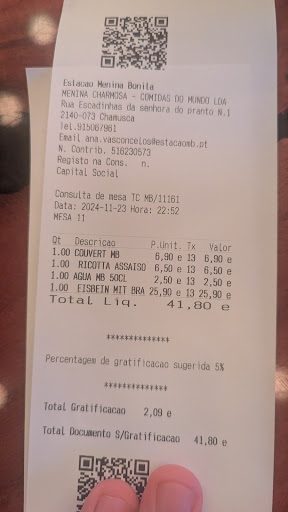 Estacao Menina Bonita
MENINA CHARMOSA - COMIDAS DO MUNDO LDA
Rua Escadinhas da senhora do pranto N.1
2140-073 Chamusca
Tel.915067961
Email ana.vasconcelos@estacaomb.pt
N. Contrib. 516230573
Registo na Cons. n.
Capital Social
Consulta de mesa TC MB/11161
Data: 2024-11-23 Hora: 22:52
MESA 11
Qt Descricao P.Unit. Tx Valor
1.00 COUVERT MB 6,90 e 13 6,90 e
1.00 RICOTTA ASSAISO 6,50 e 13 6,50 e
1.00 AGUA MB 50CL 2,50 e 13 2,50 e
1.00 EISBEIN MIT BRA 25,90 e 13 25,90 e
Total Liq. 41,80 e
**************
Percentagem de gratificacao sugerida 5%
**************
Total Gratificacao 2,09 e
Total Documento S/Gratificacao 41,80 e